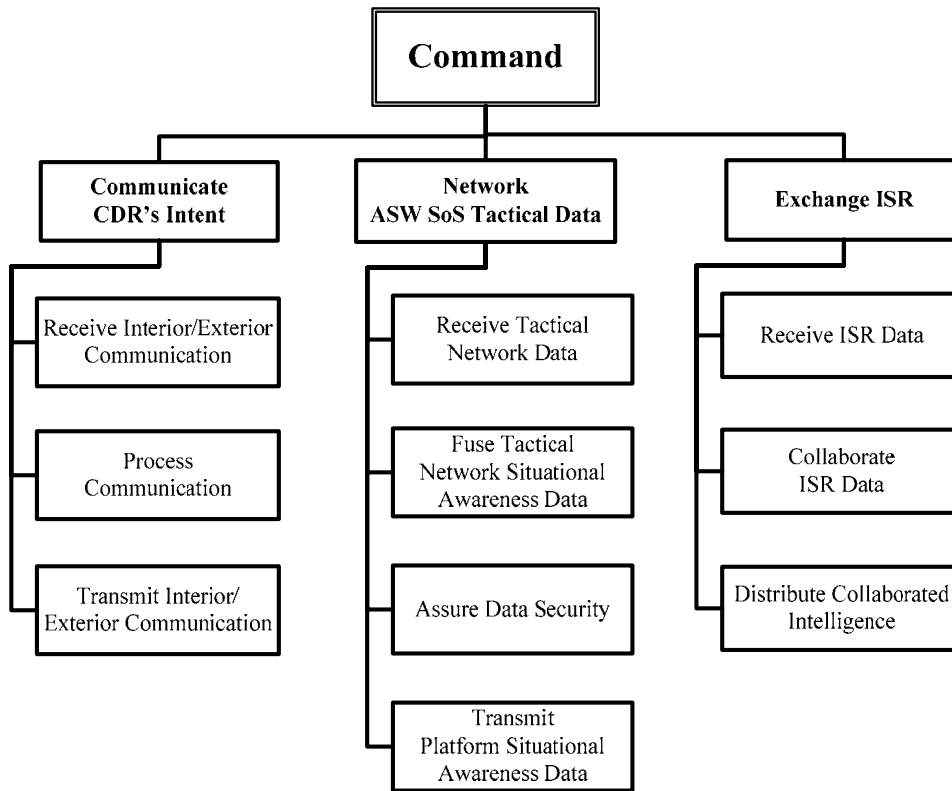 Command
Communicate
CDR's Intent
Receive Interior/Exterior
Communication
Process
Communication
Transmit Interior/
Exterior Communication
Network
ASW SoS Tactical Data
Receive Tactical
Network Data
Fuse Tactical
Network Situational
Awareness Data
Assure Data Security
Transmit
Platform Situational
Awareness Data
Exchange ISR
Receive ISR Data
Collaborate
ISR Data
Distribute Collaborated
Intelligence